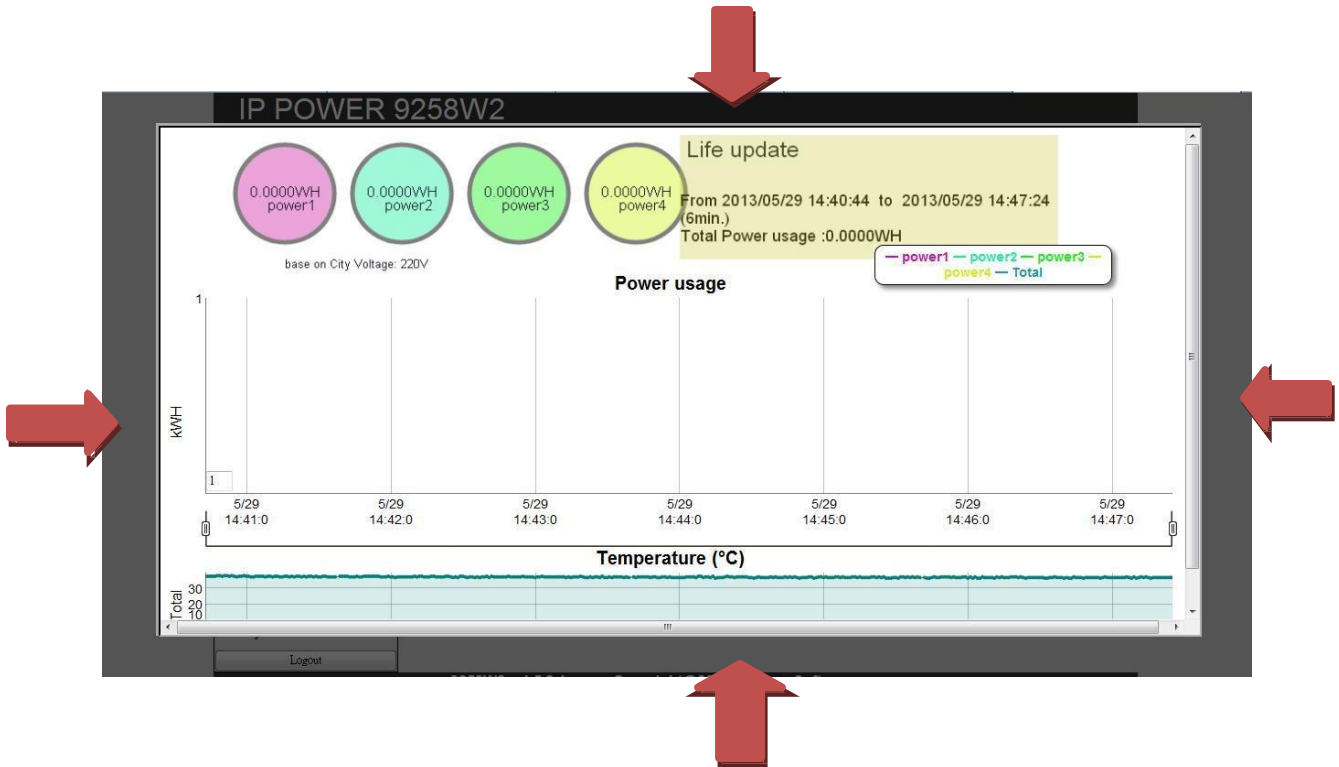 IP POWER 9258W2
0.0000WH
power1
0.0000WH
power2
0.0000WH
power3
0.0000WH
power4
Life update
From 2013/05/29 14:40:44 to 2013/05/29 14:47:24
(6min.)
Total Power usage :0.0000WH
base on City Voltage: 220V
power1 power2 power3
power4 Total
Power usage
1
kWH
1
5/29
14:41:0
5/29
14:42:0
5/29
14:43:0
5/29
14:44:0
5/29
14:45:0
5/29
14:46:0
5/29
14:47:0
Temperature (°C)
Total
30
20
10
Logout